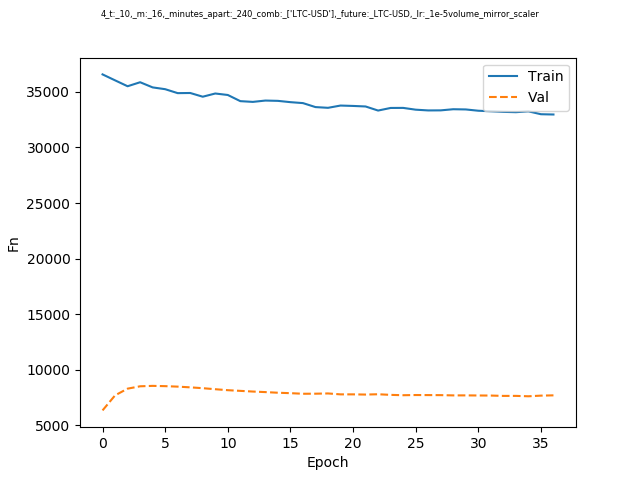 4_t:_10,_m:_16,_minutes_apart:_240_comb:_['LTC-USD'],_future:_LTC-USD,_lr:_1e-5volume_mirror_scaler
Train
Val
35000
30000
25000
20000
15000
10000
5000
Fn
0 5 10 15 20 25 30 35
Epoch